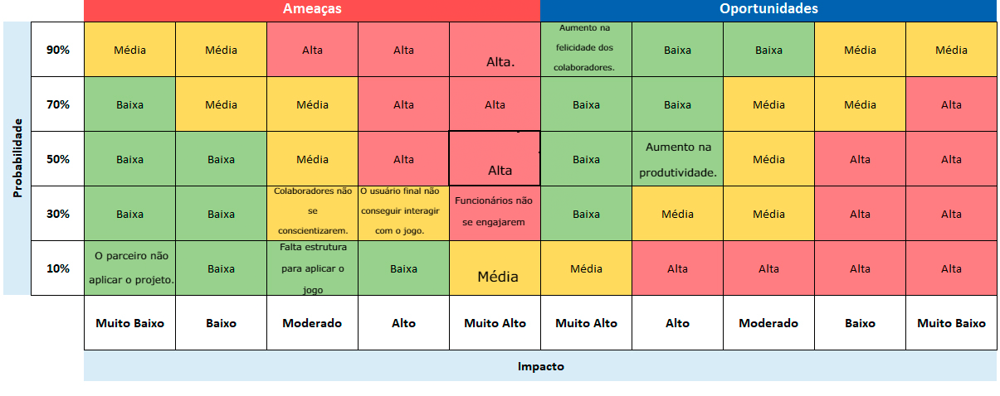 Ameaças Oportunidades
Probabilidade
90% Média Média Alta Alta Alta. Aumento na felicidade dos colaboradores. Baixa Baixa Média Média
70% Baixa Média Média Alta Alta Baixa Baixa Média Média Alta
50% Baixa Baixa Média Alta Alta Baixa Aumento na produtividade. Média Alta Alta
30% Baixa Baixa Colaboradores não se conscientizarem. O usuário final não conseguir interagir com o jogo. Funcionários não se engajarem Baixa Média Média Alta Alta
10% O parceiro não aplicar o projeto. Baixa Falta estrutura para aplicar o jogo Baixa Média Média Alta Alta Alta Alta
Muito Baixo Baixo Moderado Alto Muito Alto Muito Alto Alto Moderado Baixo Muito Baixo
Impacto